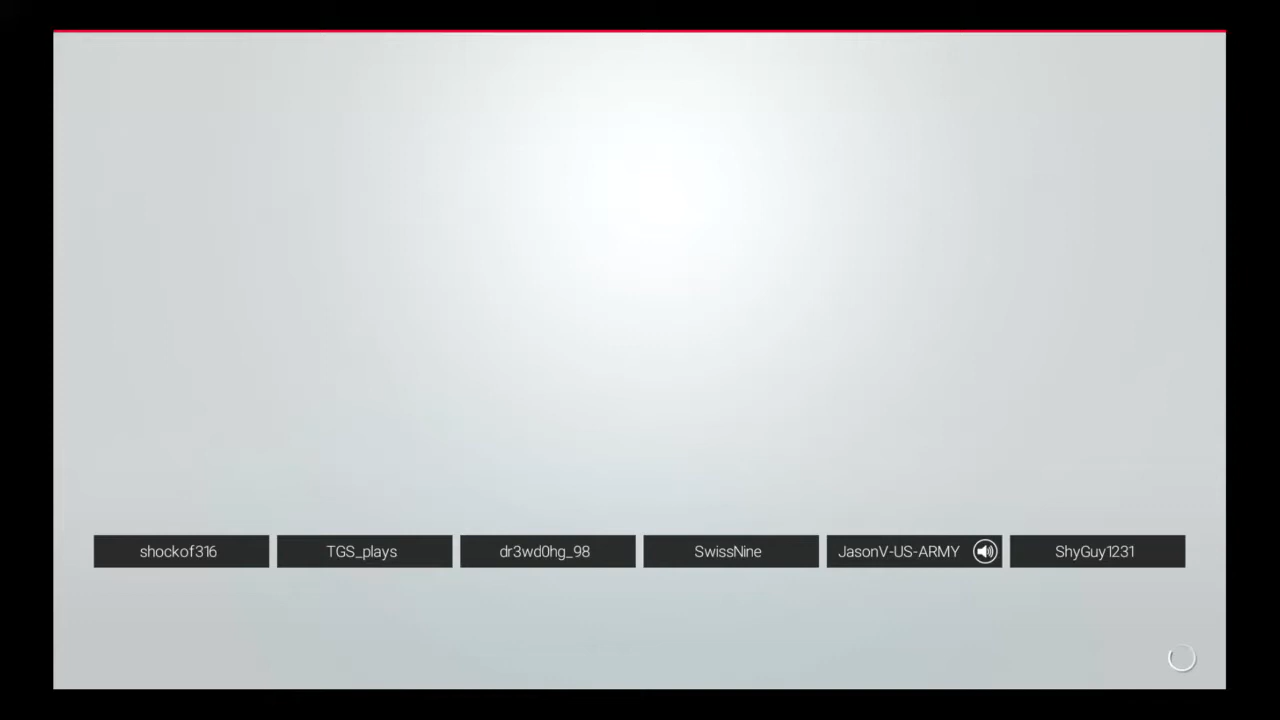 shockof316
TGS_plays
dr3wd0hg_98
SwissNine
JasonV-US-ARMY
ShyGuy1231